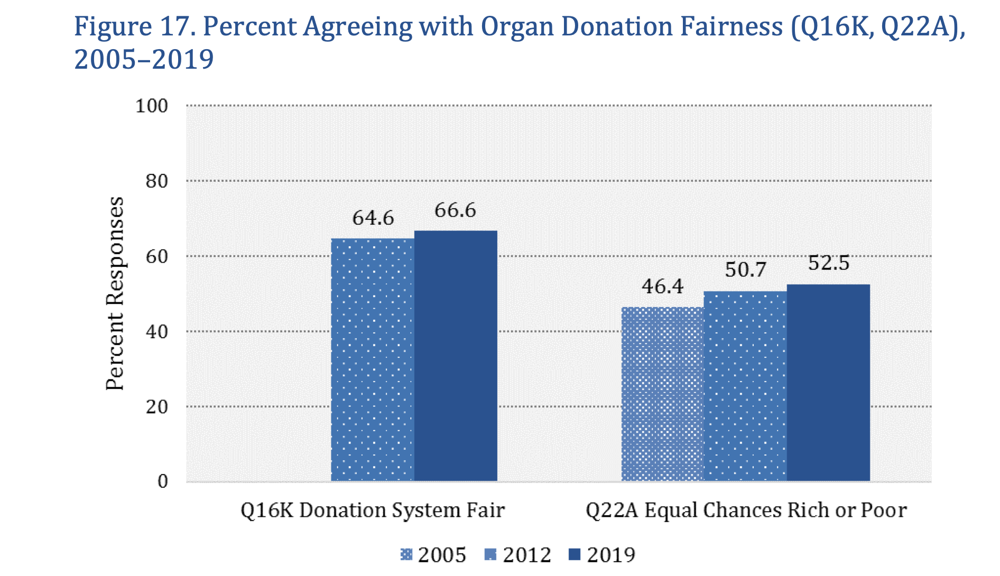 Figure 17. Percent Agreeing with Organ Donation Fairness (Q16K, Q22A),
2005–2019
100
80
60
40
20
0
Percent Responses
64.6
66.6
46.4
50.7
52.5
Q16K Donation System Fair
Q22A Equal Chances Rich or Poor
2005 2012 2019